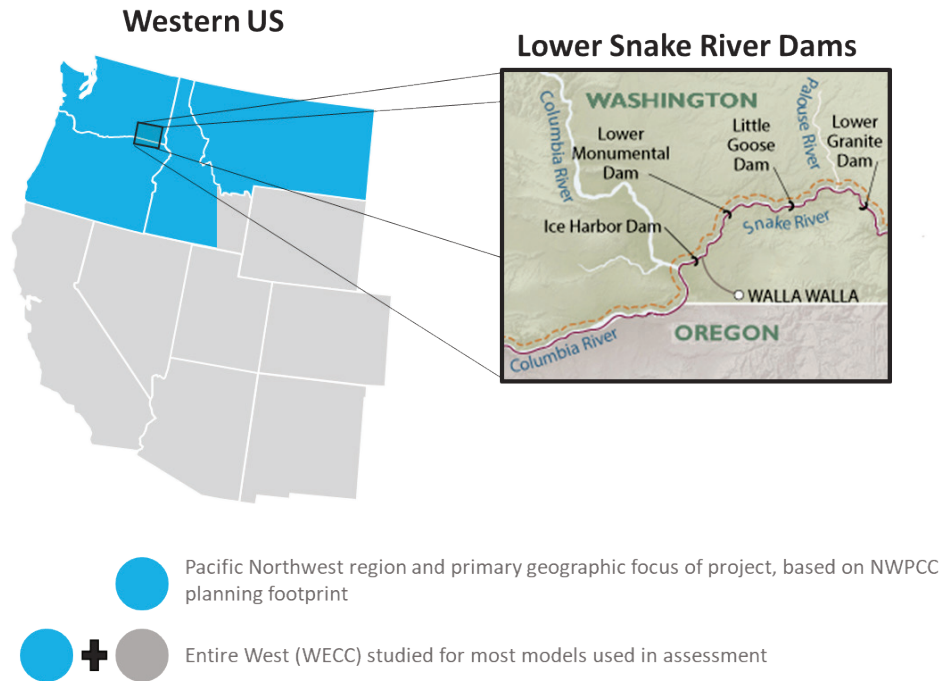 Western US
Lower Snake River Dams
Columbia River
WASHINGTON
Palouse River
Lower
Monumental
Dam
Little
Goose
Dam
Lower
Granite
Dam
Ice Harbor Dam
Snake River
WALLA WALLA
OREGON
Columbia River
Pacific Northwest region and primary geographic focus of project, based on NWPCC
planning footprint
Entire West (WECC) studied for most models used in assessment